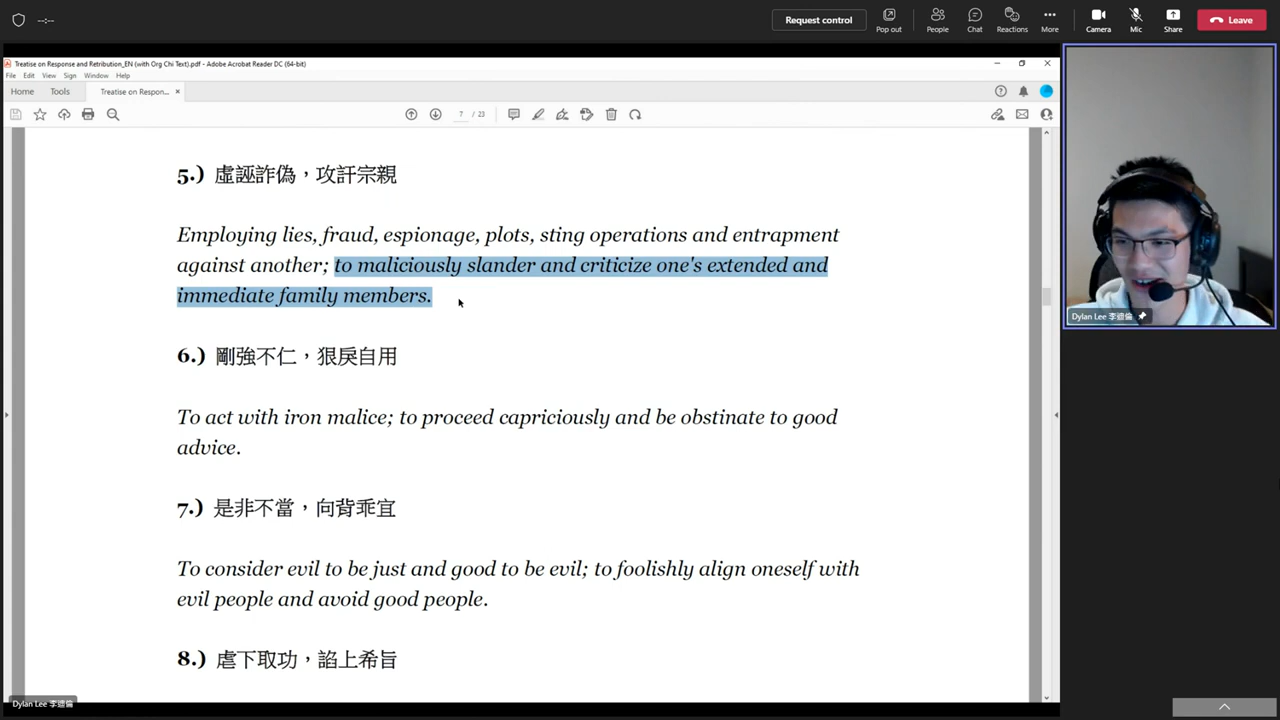 --:--
Request control
Pop out
People
Chat
Reactions
More
Camera
Mic
Share
Leave
Treatise on Response and Retribution_EN (with Org Chi Text).pdf - Adobe Acrobat Reader DC (64-bit)
File Edit View Sign Window Help
Home Tools Treatise on Respon... ×
7 / 23
5.) 虛誣詐偽，攻訐宗親
Employing lies, fraud, espionage, plots, sting operations and entrapment
against another; to maliciously slander and criticize one's extended and
immediate family members.
6.) 剛強不仁，狠戾自用
To act with iron malice; to proceed capriciously and be obstinate to good
advice.
7.) 是非不當，向背乖宜
To consider evil to be just and good to be evil; to foolishly align oneself with
evil people and avoid good people.
8.) 虐下取功，諂上希旨
Dylan Lee 李迦倫
Dylan Lee 李迦倫